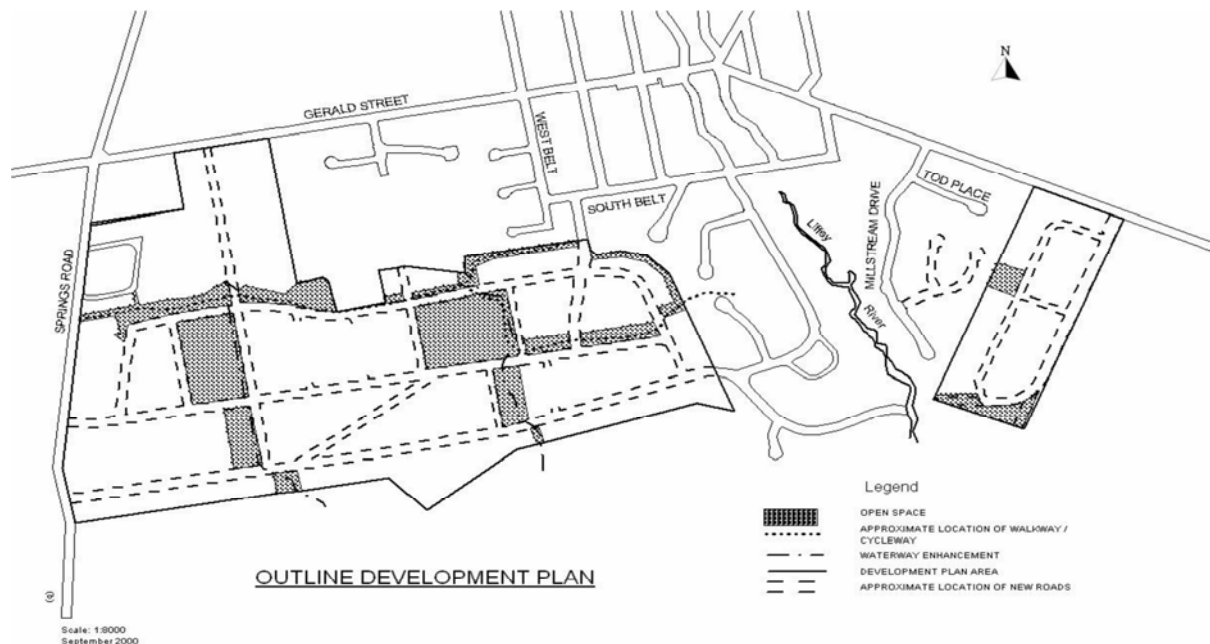 N
GERALD STREET
WEST BELT
SOUTH BELT
TOD PLACE
MILLSTREAM DRIVE
Liffey
River
SPRINGS ROAD
Legend
OPEN SPACE
APPROXIMATE LOCATION OF WALKWAY /
CYCLEWAY
WATERWAY ENHANCEMENT
DEVELOPMENT PLAN AREA
APPROXIMATE LOCATION OF NEW ROADS
OUTLINE DEVELOPMENT PLAN
Scale: 1:8000
September 2000